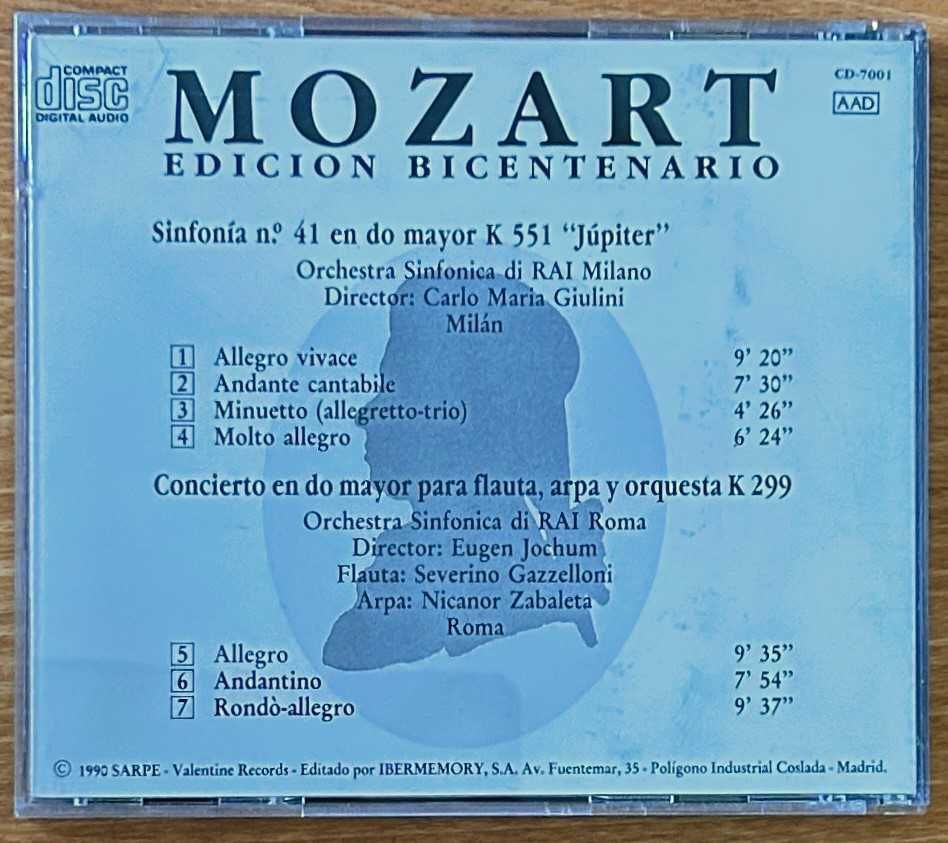 COMPACT
disc
DIGITAL AUDIO
MOZART
EDICION BICENTENARIO
CD-7001
AAD
Sinfonía n.º 41 en do mayor K 551 “Júpiter”
Orchestra Sinfonica di RAI Milano
Director: Carlo Maria Giulini
Milán
1 Allegro vivace 9’ 20”
2 Andante cantabile 7’ 30”
3 Minuetto (allegretto-trio) 4’ 26”
4 Molto allegro 6’ 24”
Concierto en do mayor para flauta, arpa y orquesta K 299
Orchestra Sinfonica di RAI Roma
Director: Eugen Jochum
Flauta: Severino Gazzelloni
Arpa: Nicanor Zabaleta
Roma
5 Allegro 9’ 35”
6 Andantino 7’ 54”
7 Rondò-allegro 9’ 37”
© 1990 SARPE - Valentine Records - Editado por IBERMEMORY, S.A. Av. Fuentemar, 35 - Polígono Industrial Coslada - Madrid.